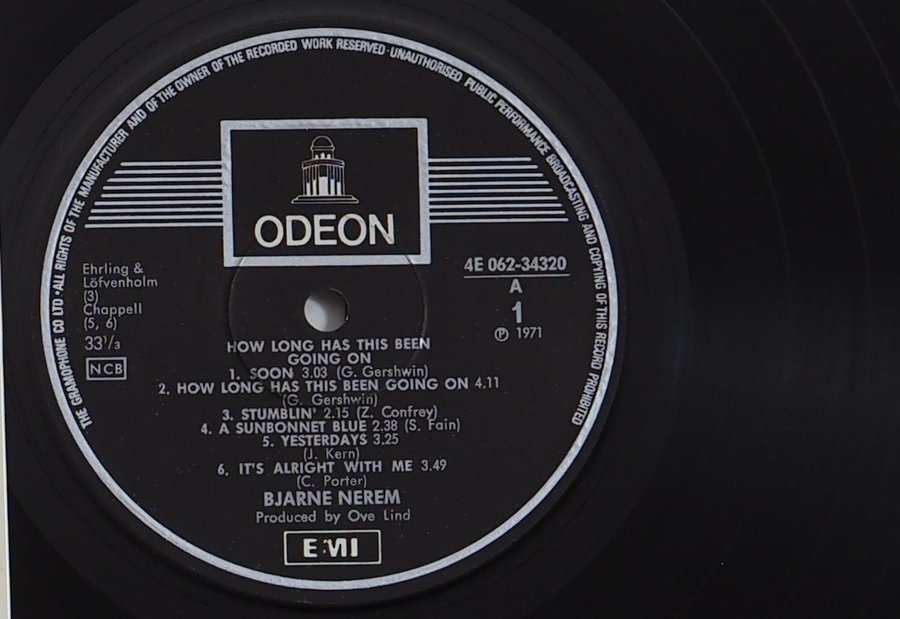 THE GRAMOPHONE CO LTD · ALL RIGHTS OF THE MANUFACTURER AND OF THE OWNER OF THE RECORDED WORK RESERVED · UNAUTHORISED PUBLIC PERFORMANCE BROADCASTING AND COPYING OF THIS RECORD PROHIBITED
ODEON
Ehrling &
Löfvenholm
(3)
Chappell
(5, 6)
33⅓
NCB
4E 062-34320
A
1
Ⓟ 1971
HOW LONG HAS THIS BEEN
GOING ON
1. SOON 3.03 (G. Gershwin)
2. HOW LONG HAS THIS BEEN GOING ON 4.11
(G. Gershwin)
3. STUMBLIN' 2.15 (Z. Confrey)
4. A SUNBONNET BLUE 2.38 (S. Fain)
5. YESTERDAYS 3.25
(J. Kern)
6. IT'S ALRIGHT WITH ME 3.49
(C. Porter)
BJARNE NEREM
Produced by Ove Lind
EMI